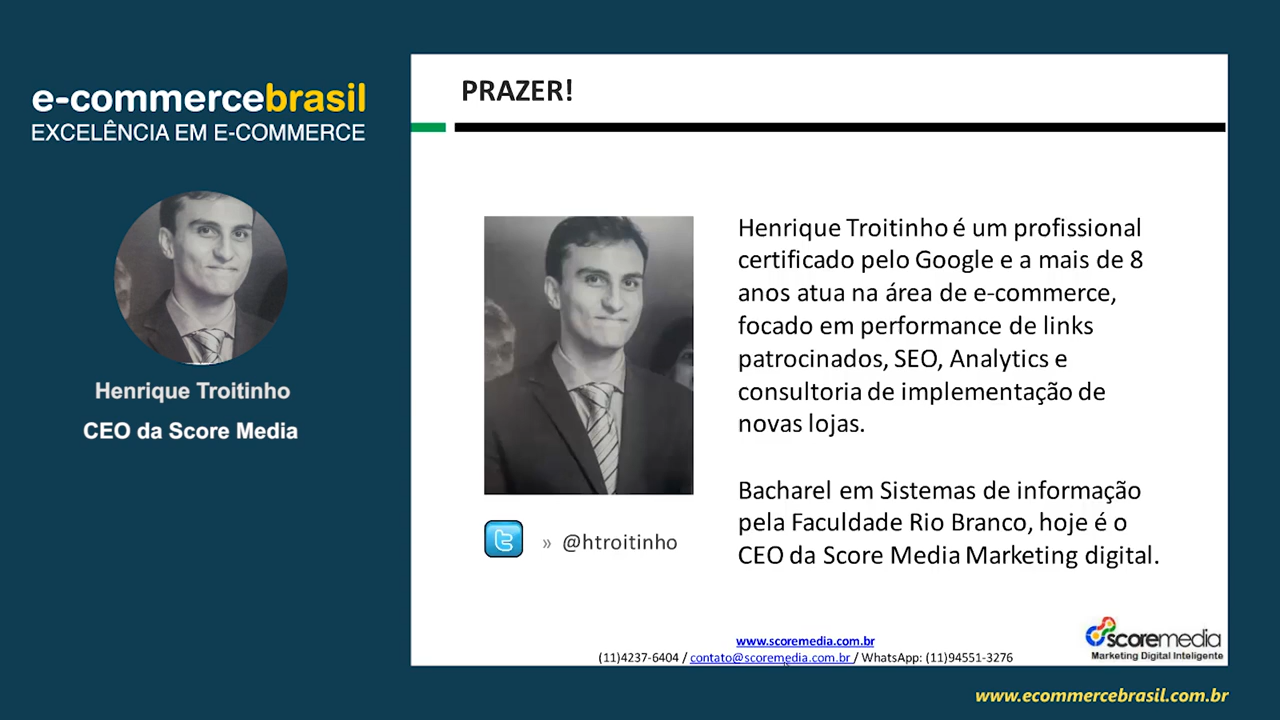 e-commercebrasil
EXCELÊNCIA EM E-COMMERCE
Henrique Troitinho
CEO da Score Media
PRAZER!
Henrique Troitinho é um profissional
certificado pelo Google e a mais de 8
anos atua na área de e-commerce,
focado em performance de links
patrocinados, SEO, Analytics e
consultoria de implementação de
novas lojas.
Bacharel em Sistemas de informação
pela Faculdade Rio Branco, hoje é o
CEO da Score Media Marketing digital.
» @htroitinho
www.scoremedia.com.br
(11)4237-6404 / contato@scoremedia.com.br / WhatsApp: (11)94551-3276
scoremedia
Marketing Digital Inteligente
www.ecommercebrasil.com.br